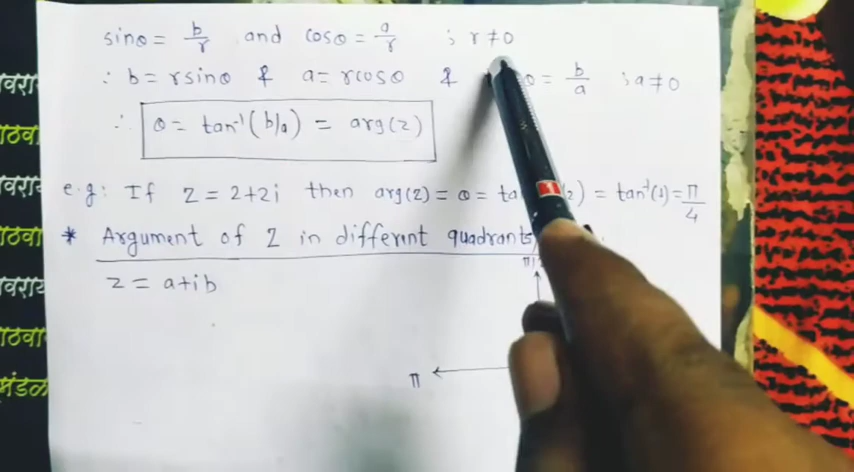 sinθ = b/r and cosθ = a/r ; r ≠ 0
∴ b = r sinθ & a = r cosθ & θ = b/a ; a ≠ 0
∴ θ = tan⁻¹(b/a) = arg(z)
e.g: If z = 2+2i then arg(z) = θ = ta 2) = tan⁻¹(1) = π/4
* Argument of z in different quadrants
z = a+ib
π
वराय
ठवा
वराय
ठवा
वराय
ाठवा
मंडळ